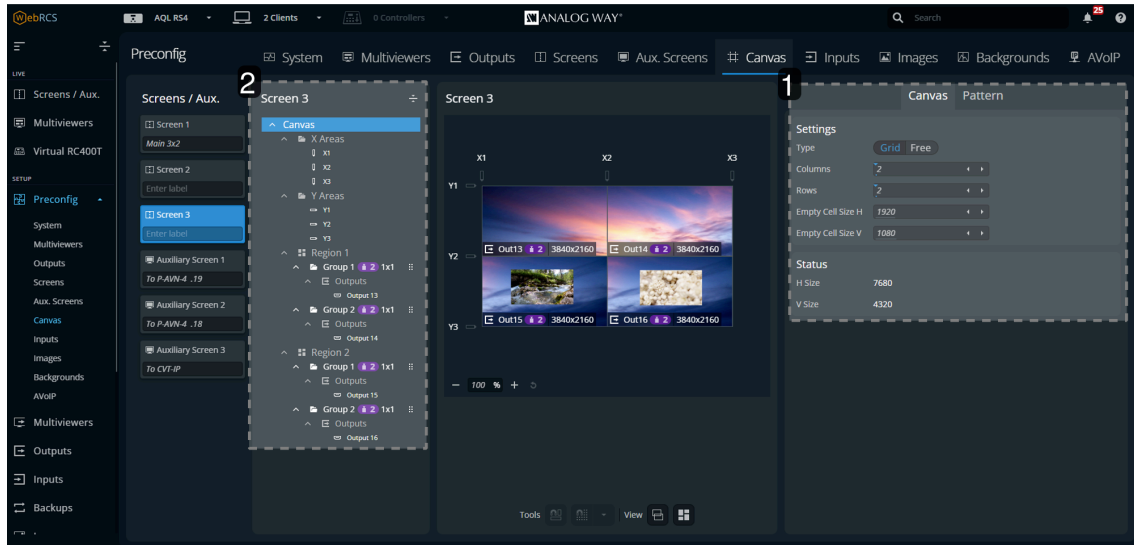 WebRCS
AQL RS4
2 Clients
0 Controllers
ANALOG WAY®
Search
25
Preconfig
System
Multiviewers
Outputs
Screens
Aux. Screens
Canvas
Inputs
Images
Backgrounds
AVoIP
LIVE
Screens / Aux.
Multiviewers
Virtual RC400T
SETUP
Preconfig
System
Multiviewers
Outputs
Screens
Aux. Screens
Canvas
Inputs
Images
Backgrounds
AVoIP
Multiviewers
Outputs
Inputs
Backups
Screens / Aux.
Screen 1
Main 3x2
Screen 2
Enter label
Screen 3
Enter label
Auxiliary Screen 1
To P-AVN-4 .19
Auxiliary Screen 2
To P-AVN-4 .18
Auxiliary Screen 3
To CVT-IP
2
Screen 3
Canvas
X Areas
X1
X2
X3
Y Areas
Y1
Y2
Y3
Region 1
Group 1 2 1x1
Outputs
Output 13
Group 2 2 1x1
Outputs
Output 14
Region 2
Group 1 2 1x1
Outputs
Output 15
Group 2 2 1x1
Outputs
Output 16
Screen 3
X1 X2 X3
Y1
Out13 2 3840x2160 Out14 2 3840x2160
Y2
Out15 2 3840x2160 Out16 2 3840x2160
Y3
− 100 % +
Tools View
1
Canvas Pattern
Settings
Type Grid Free
Columns 2
Rows 2
Empty Cell Size H 1920
Empty Cell Size V 1080
Status
H Size 7680
V Size 4320